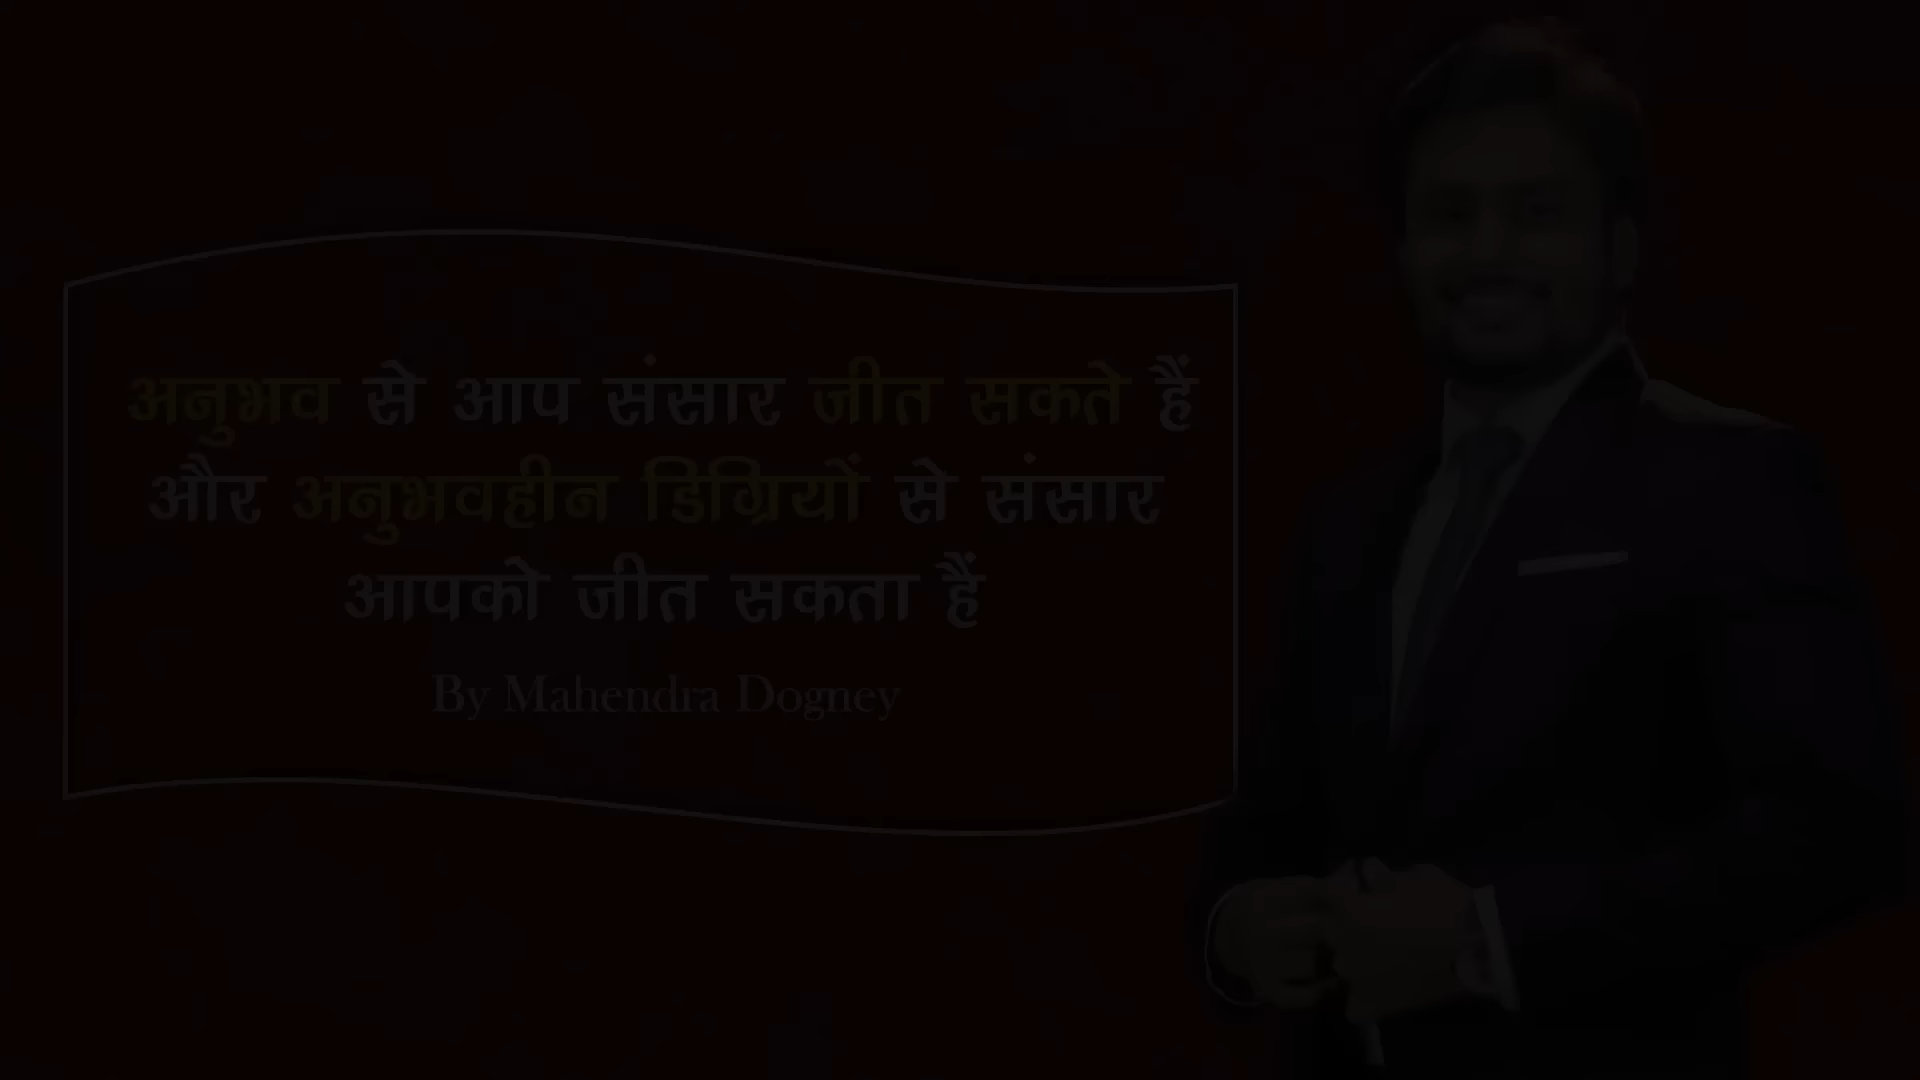 अनुभव से आप संसार जीत सकते हैं
और अनुभवहीन डिग्रियों से संसार
आपको जीत सकता हैं
By Mahendra Dogney